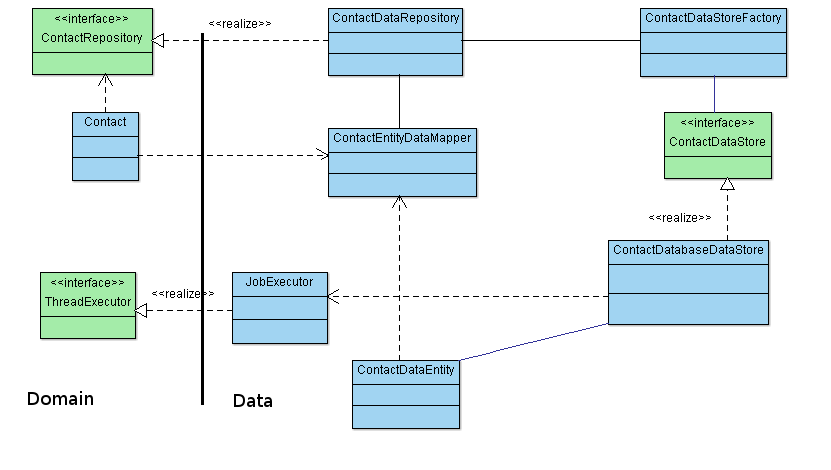 <<interface>>
ContactRepository
<<realize>>
ContactDataRepository
ContactDataStoreFactory
Contact
ContactEntityDataMapper
<<interface>>
ContactDataStore
<<realize>>
ContactDatabaseDataStore
<<interface>>
ThreadExecutor
<<realize>>
JobExecutor
ContactDataEntity
Domain
Data